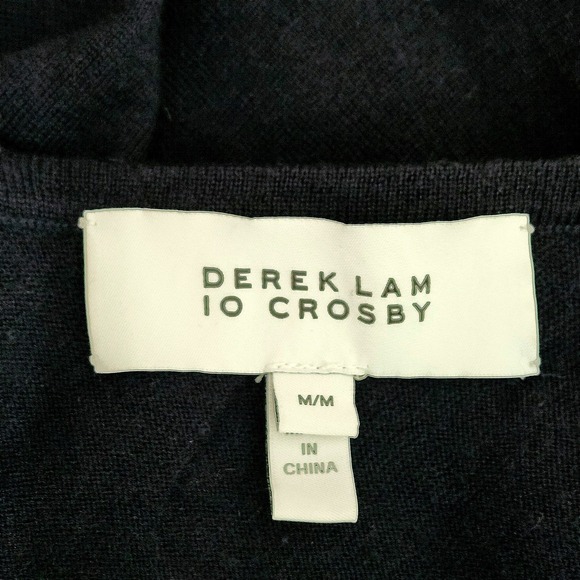 DEREK LAM
10 CROSBY
M/M
IN
CHINA